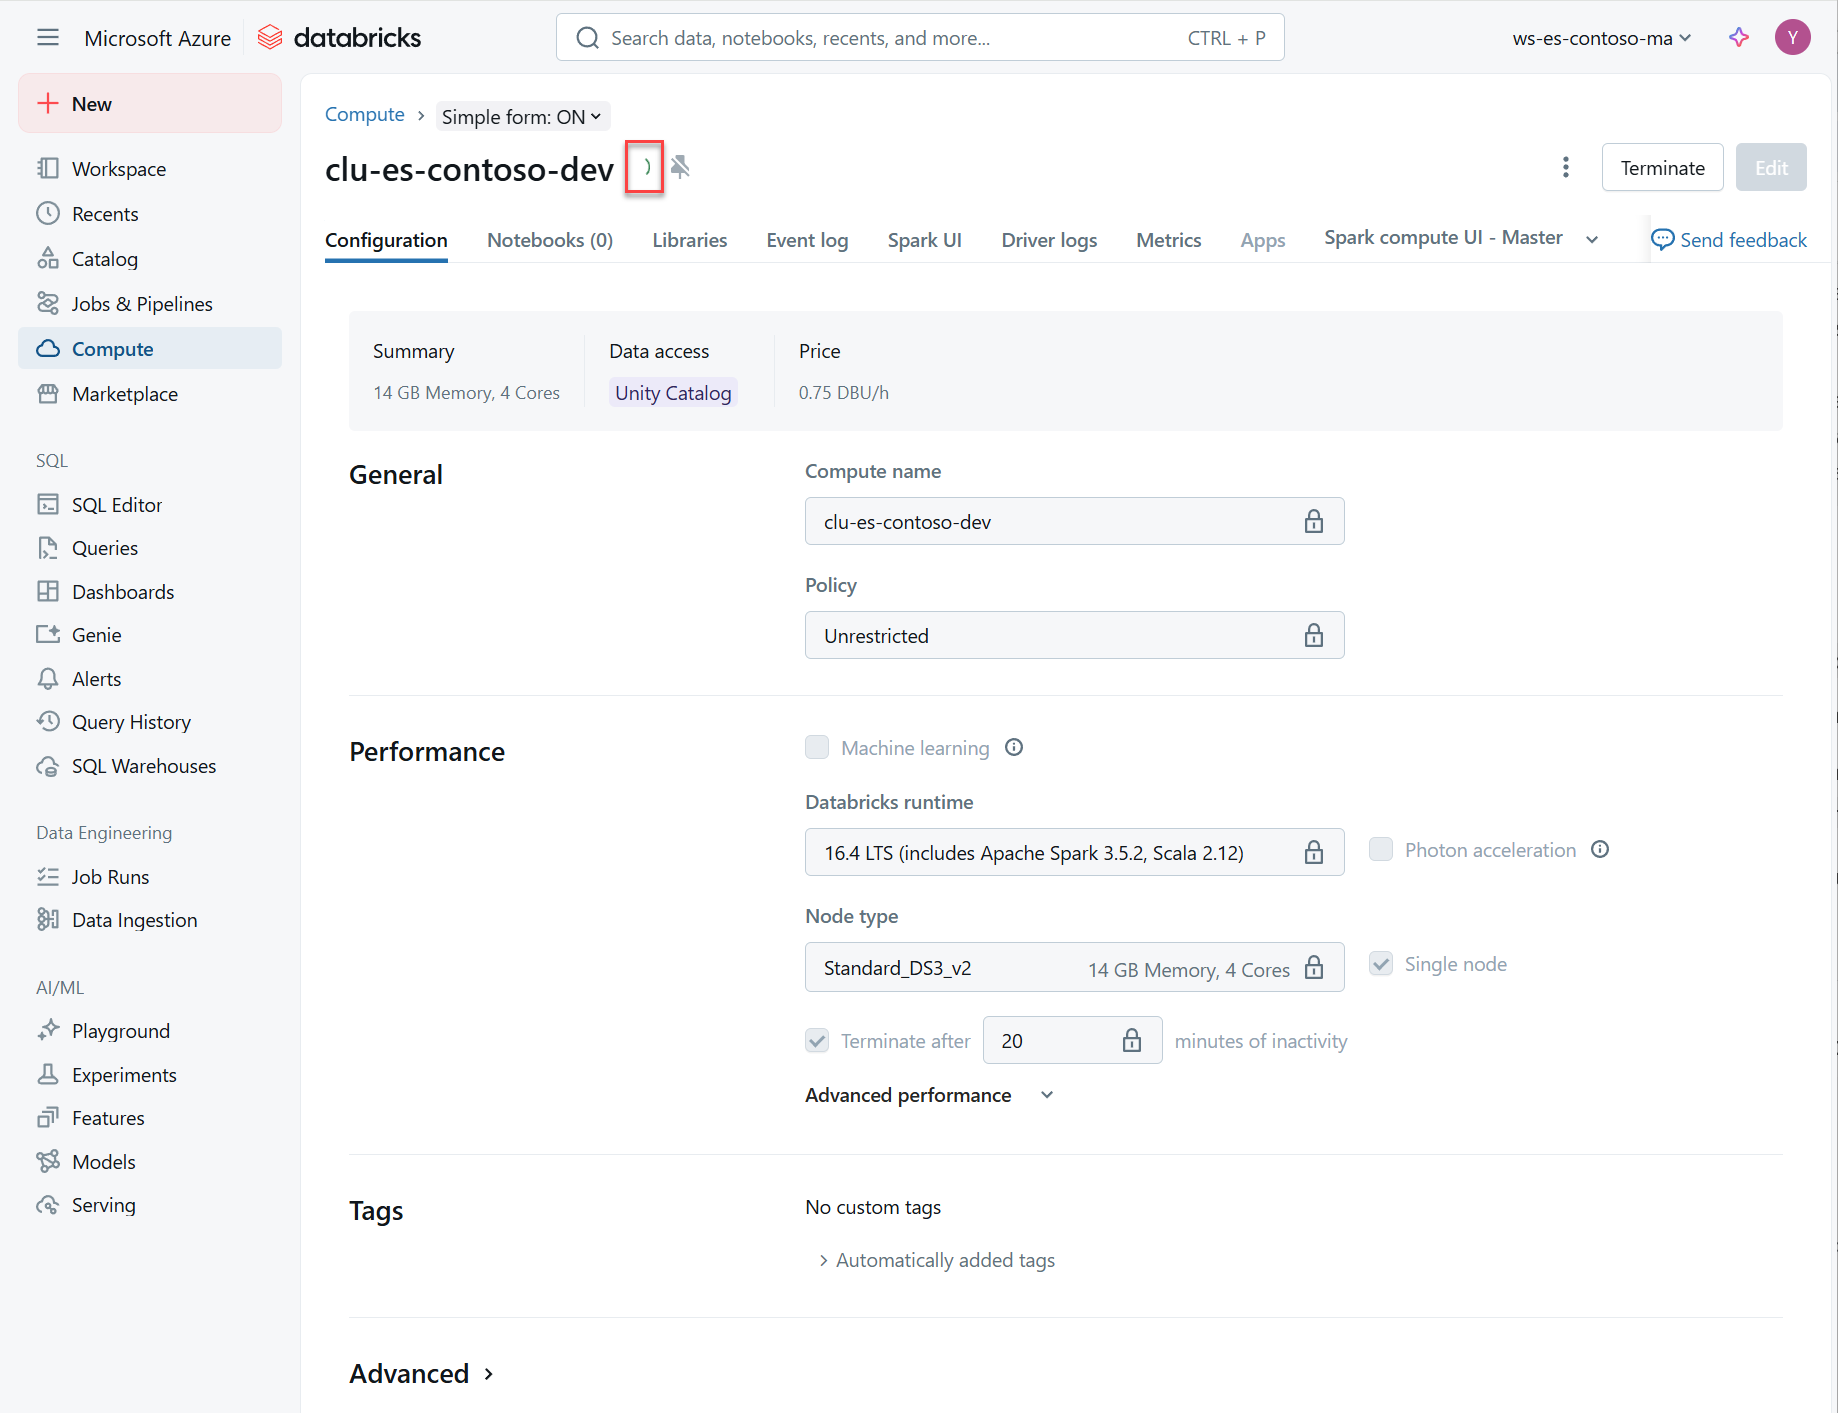 Microsoft Azure
databricks
Search data, notebooks, recents, and more...
CTRL + P
ws-es-contoso-ma
Y
New
Workspace
Recents
Catalog
Jobs & Pipelines
Compute
Marketplace
SQL
SQL Editor
Queries
Dashboards
Genie
Alerts
Query History
SQL Warehouses
Data Engineering
Job Runs
Data Ingestion
AI/ML
Playground
Experiments
Features
Models
Serving
Compute
Simple form: ON
clu-es-contoso-dev
Terminate
Edit
Configuration
Notebooks (0)
Libraries
Event log
Spark UI
Driver logs
Metrics
Apps
Spark compute UI - Master
Send feedback
Summary
14 GB Memory, 4 Cores
Data access
Unity Catalog
Price
0.75 DBU/h
General
Compute name
clu-es-contoso-dev
Policy
Unrestricted
Performance
Machine learning
Databricks runtime
16.4 LTS (includes Apache Spark 3.5.2, Scala 2.12)
Photon acceleration
Node type
Standard_DS3_v2
14 GB Memory, 4 Cores
Single node
Terminate after
20
minutes of inactivity
Advanced performance
Tags
No custom tags
Automatically added tags
Advanced